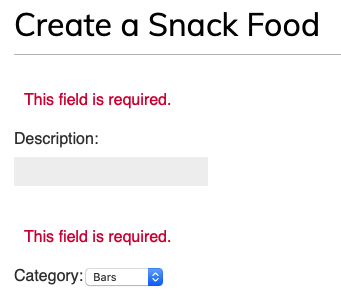 Create a Snack Food
This field is required.
Description:
This field is required.
Category: Bars